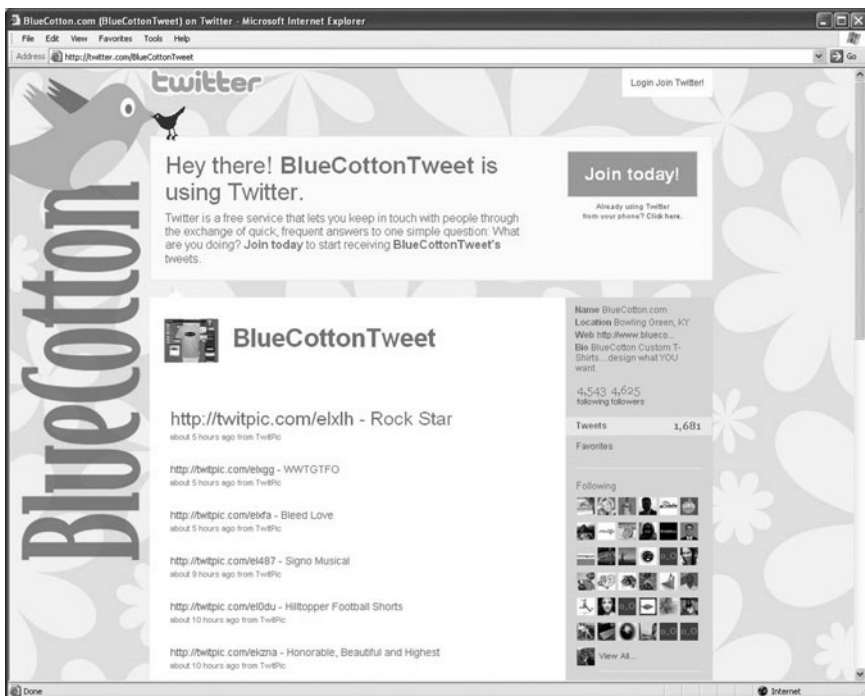 BlueCotton.com (BlueCottonTweet) on Twitter - Microsoft Internet Explorer
File Edit View Favorites Tools Help
Address http://twitter.com/BlueCottonTweet Go
twitter
Login Join Twitter!
Hey there! BlueCottonTweet is
using Twitter.
Twitter is a free service that lets you keep in touch with people through
the exchange of quick, frequent answers to one simple question: What
are you doing? Join today to start receiving BlueCottonTweet's
tweets.
Join today!
Already using Twitter
from your phone? Click here.
BlueCotton
BlueCottonTweet
http://twitpic.com/elxlh - Rock Star
about 5 hours ago from TwitPic
http://twitpic.com/elxgg - WWTGTFO
about 5 hours ago from TwitPic
http://twitpic.com/elxfa - Bleed Love
about 5 hours ago from TwitPic
http://twitpic.com/el487 - Signo Musical
about 9 hours ago from TwitPic
http://twitpic.com/el0du - Hilltopper Football Shorts
about 10 hours ago from TwitPic
http://twitpic.com/ekzna - Honorable, Beautiful and Highest
about 10 hours ago from TwitPic
Name BlueCotton.com
Location Bowling Green, KY
Web http://www.blueco...
Bio BlueCotton Custom T-
Shirts....design what YOU
want.
4,543 4,625
following followers
Tweets 1,681
Favorites
Following
View All...
Done Internet